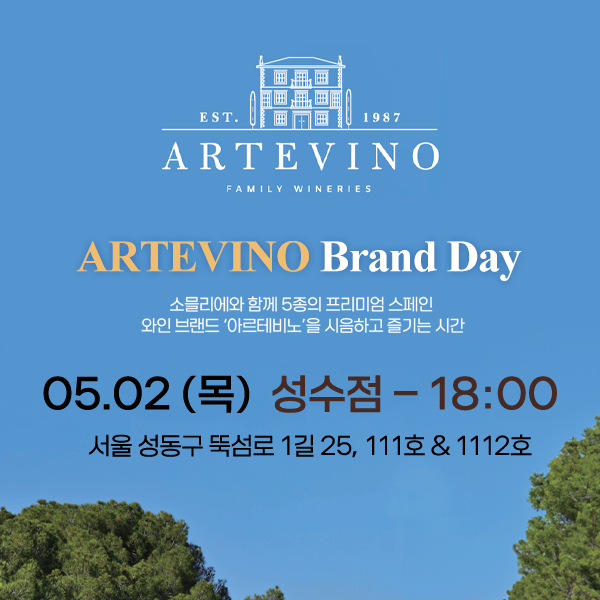 EST. 1987
ARTEVINO
FAMILY WINERIES
ARTEVINO Brand Day
소믈리에와 함께 5종의 프리미엄 스페인
와인 브랜드 ‘아르테비노’을 시음하고 즐기는 시간
05.02 (목) 성수점 – 18:00
서울 성동구 뚝섬로 1길 25, 111호 & 1112호